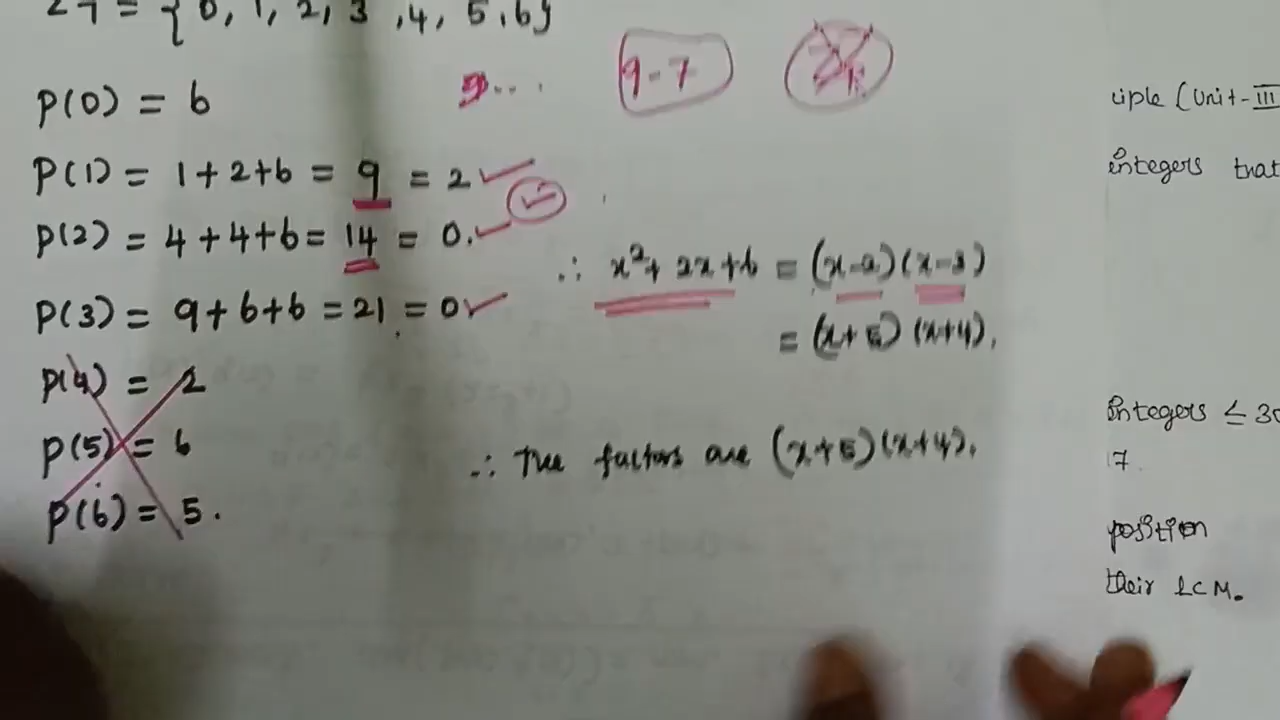 Z7 = {0, 1, 2, 3, 4, 5, 6}
P(0) = 6
9-7
P(1) = 1+2+6 = 9 = 2
P(2) = 4+4+6 = 14 = 0.
P(3) = 9+6+6 = 21 = 0
P(4) = 2
P(5) = 6
P(6) = 5.
∴ x²+2x+6 = (x-2)(x-3)
= (x+5)(x+4).
∴ The factors are (x+5)(x+4).
iple (Unit-III
integers that
integers ≤ 30
17
position
their LCM.